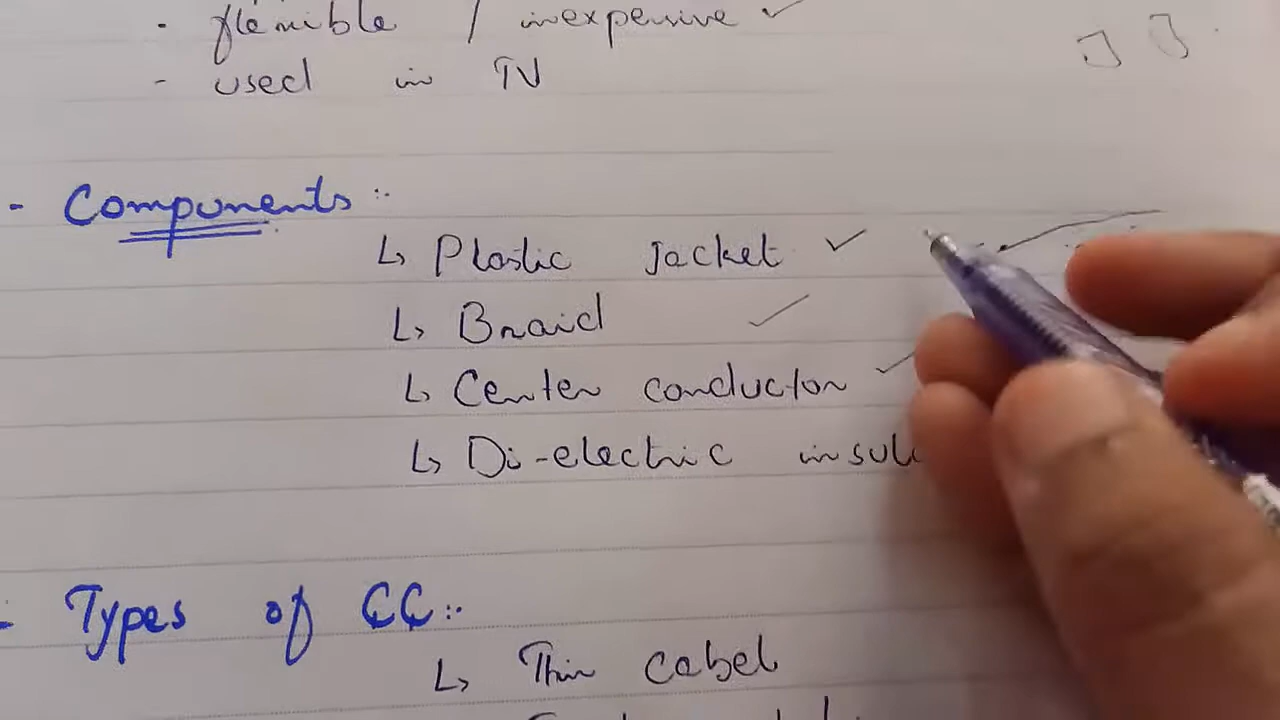 - flexible / inexpensive ✓
- used in TV
- Components :-
↳ Plastic Jacket ✓
↳ Braid ✓
↳ Center conductor ✓
↳ Di-electric insul
- Types of CC :-
↳ Thin cabel